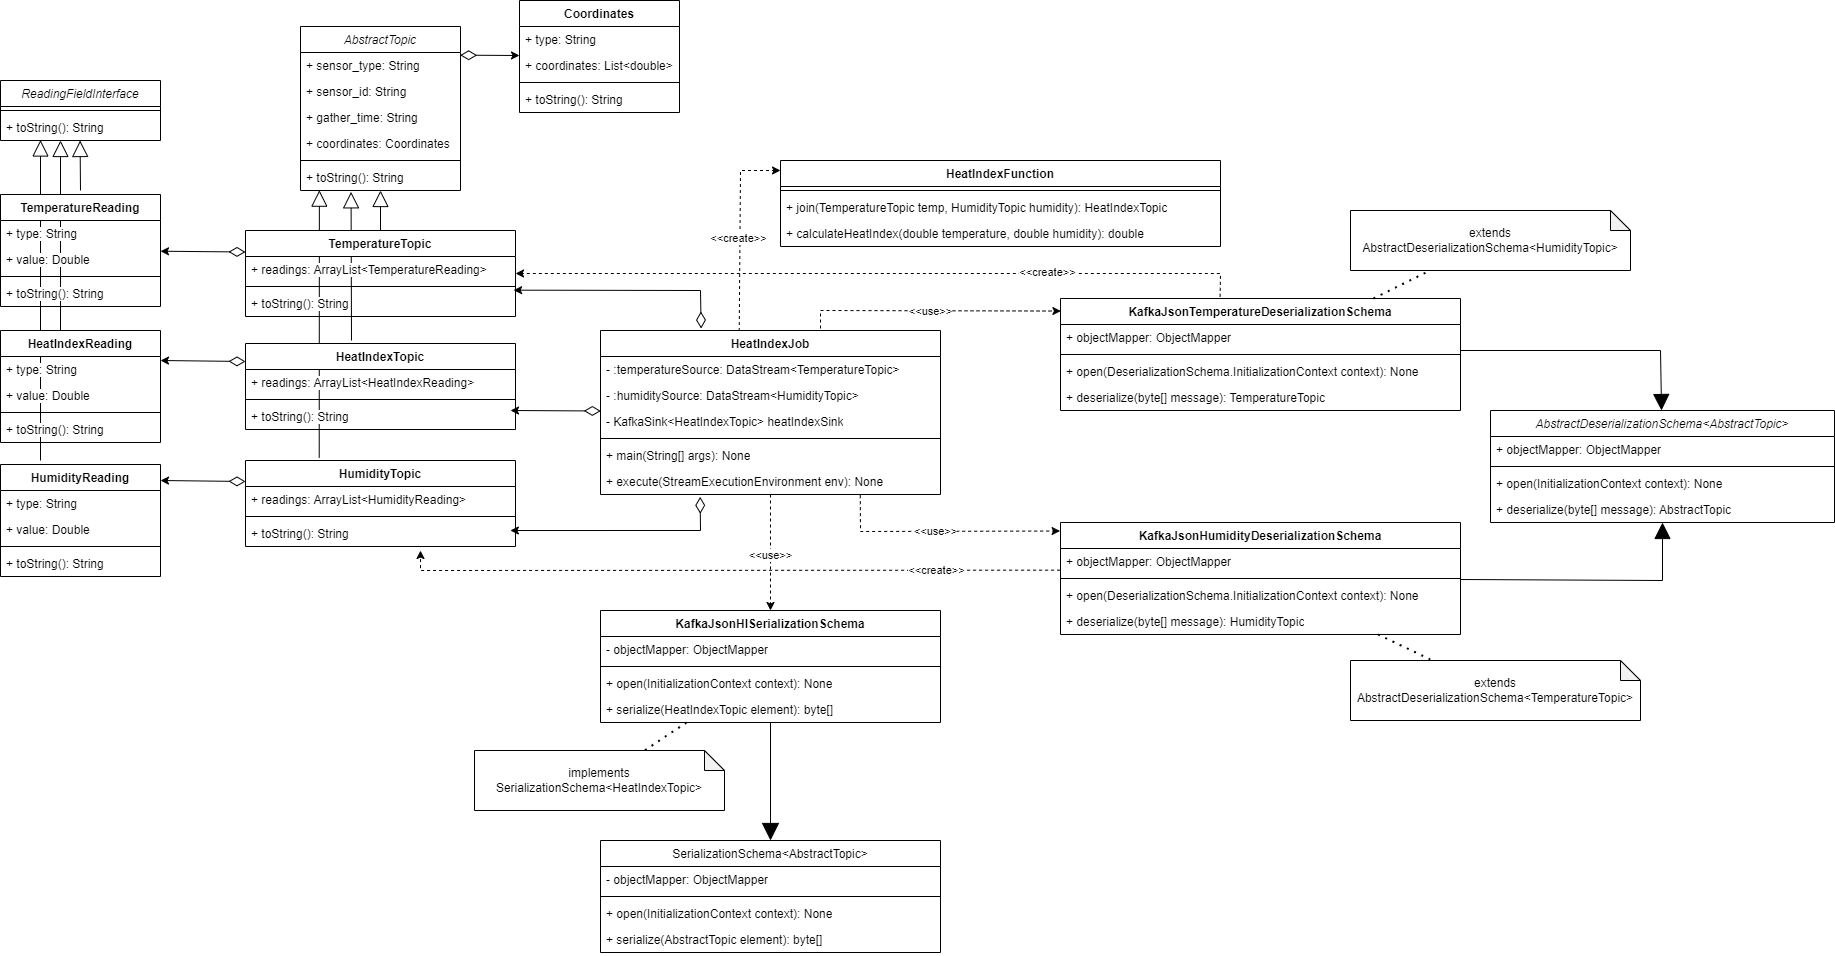 Coordinates
+ type: String
+ coordinates: List<double>
+ toString(): String
AbstractTopic
+ sensor_type: String
+ sensor_id: String
+ gather_time: String
+ coordinates: Coordinates
+ toString(): String
ReadingFieldInterface
+ toString(): String
TemperatureReading
+ type: String
+ value: Double
+ toString(): String
HeatIndexReading
+ type: String
+ value: Double
+ toString(): String
HumidityReading
+ type: String
+ value: Double
+ toString(): String
TemperatureTopic
+ readings: ArrayList<TemperatureReading>
+ toString(): String
HeatIndexTopic
+ readings: ArrayList<HeatIndexReading>
+ toString(): String
HumidityTopic
+ readings: ArrayList<HumidityReading>
+ toString(): String
HeatIndexFunction
+ join(TemperatureTopic temp, HumidityTopic humidity): HeatIndexTopic
+ calculateHeatIndex(double temperature, double humidity): double
<<create>>
<<create>>
<<use>>
HeatIndexJob
- :temperatureSource: DataStream<TemperatureTopic>
- :humiditySource: DataStream<HumidityTopic>
- KafkaSink<HeatIndexTopic> heatIndexSink
+ main(String[] args): None
+ execute(StreamExecutionEnvironment env): None
extends
AbstractDeserializationSchema<HumidityTopic>
KafkaJsonTemperatureDeserializationSchema
+ objectMapper: ObjectMapper
+ open(DeserializationSchema.InitializationContext context): None
+ deserialize(byte[] message): TemperatureTopic
AbstractDeserializationSchema<AbstractTopic>
+ objectMapper: ObjectMapper
+ open(InitializationContext context): None
+ deserialize(byte[] message): AbstractTopic
<<use>>
<<use>>
<<create>>
KafkaJsonHumidityDeserializationSchema
+ objectMapper: ObjectMapper
+ open(DeserializationSchema.InitializationContext context): None
+ deserialize(byte[] message): HumidityTopic
extends
AbstractDeserializationSchema<TemperatureTopic>
KafkaJsonHISerializationSchema
- objectMapper: ObjectMapper
+ open(InitializationContext context): None
+ serialize(HeatIndexTopic element): byte[]
implements
SerializationSchema<HeatIndexTopic>
SerializationSchema<AbstractTopic>
- objectMapper: ObjectMapper
+ open(InitializationContext context): None
+ serialize(AbstractTopic element): byte[]